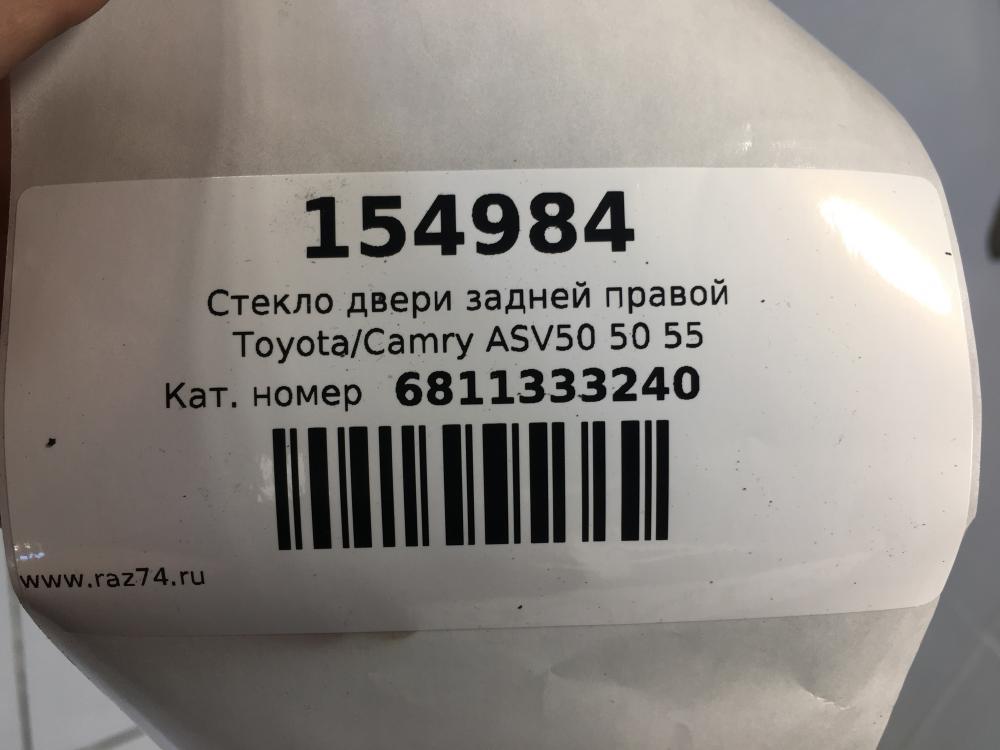 154984
Стекло двери задней правой
Toyota/Camry ASV50 50 55
Кат. номер 6811333240
www.raz74.ru